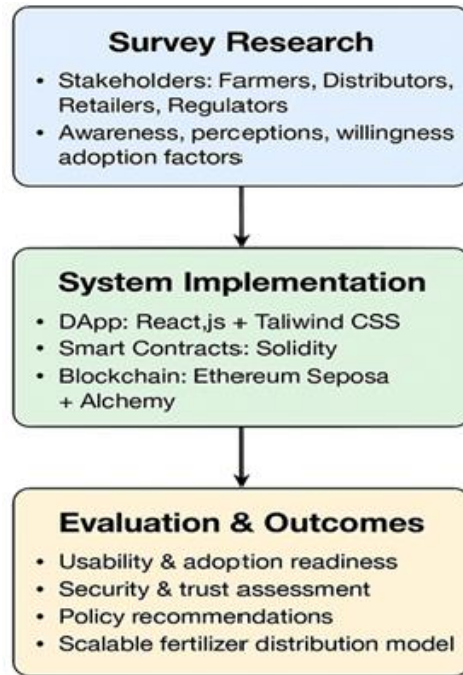 Survey Research
• Stakeholders: Farmers, Distributors,
Retailers, Regulators
• Awareness, perceptions, willingness
adoption factors
System Implementation
• DApp: React,js + Taliwind CSS
• Smart Contracts: Solidity
• Blockchain: Ethereum Seposa
+ Alchemy
Evaluation & Outcomes
• Usability & adoption readiness
• Security & trust assessment
• Policy recommendations
• Scalable fertilizer distribution model